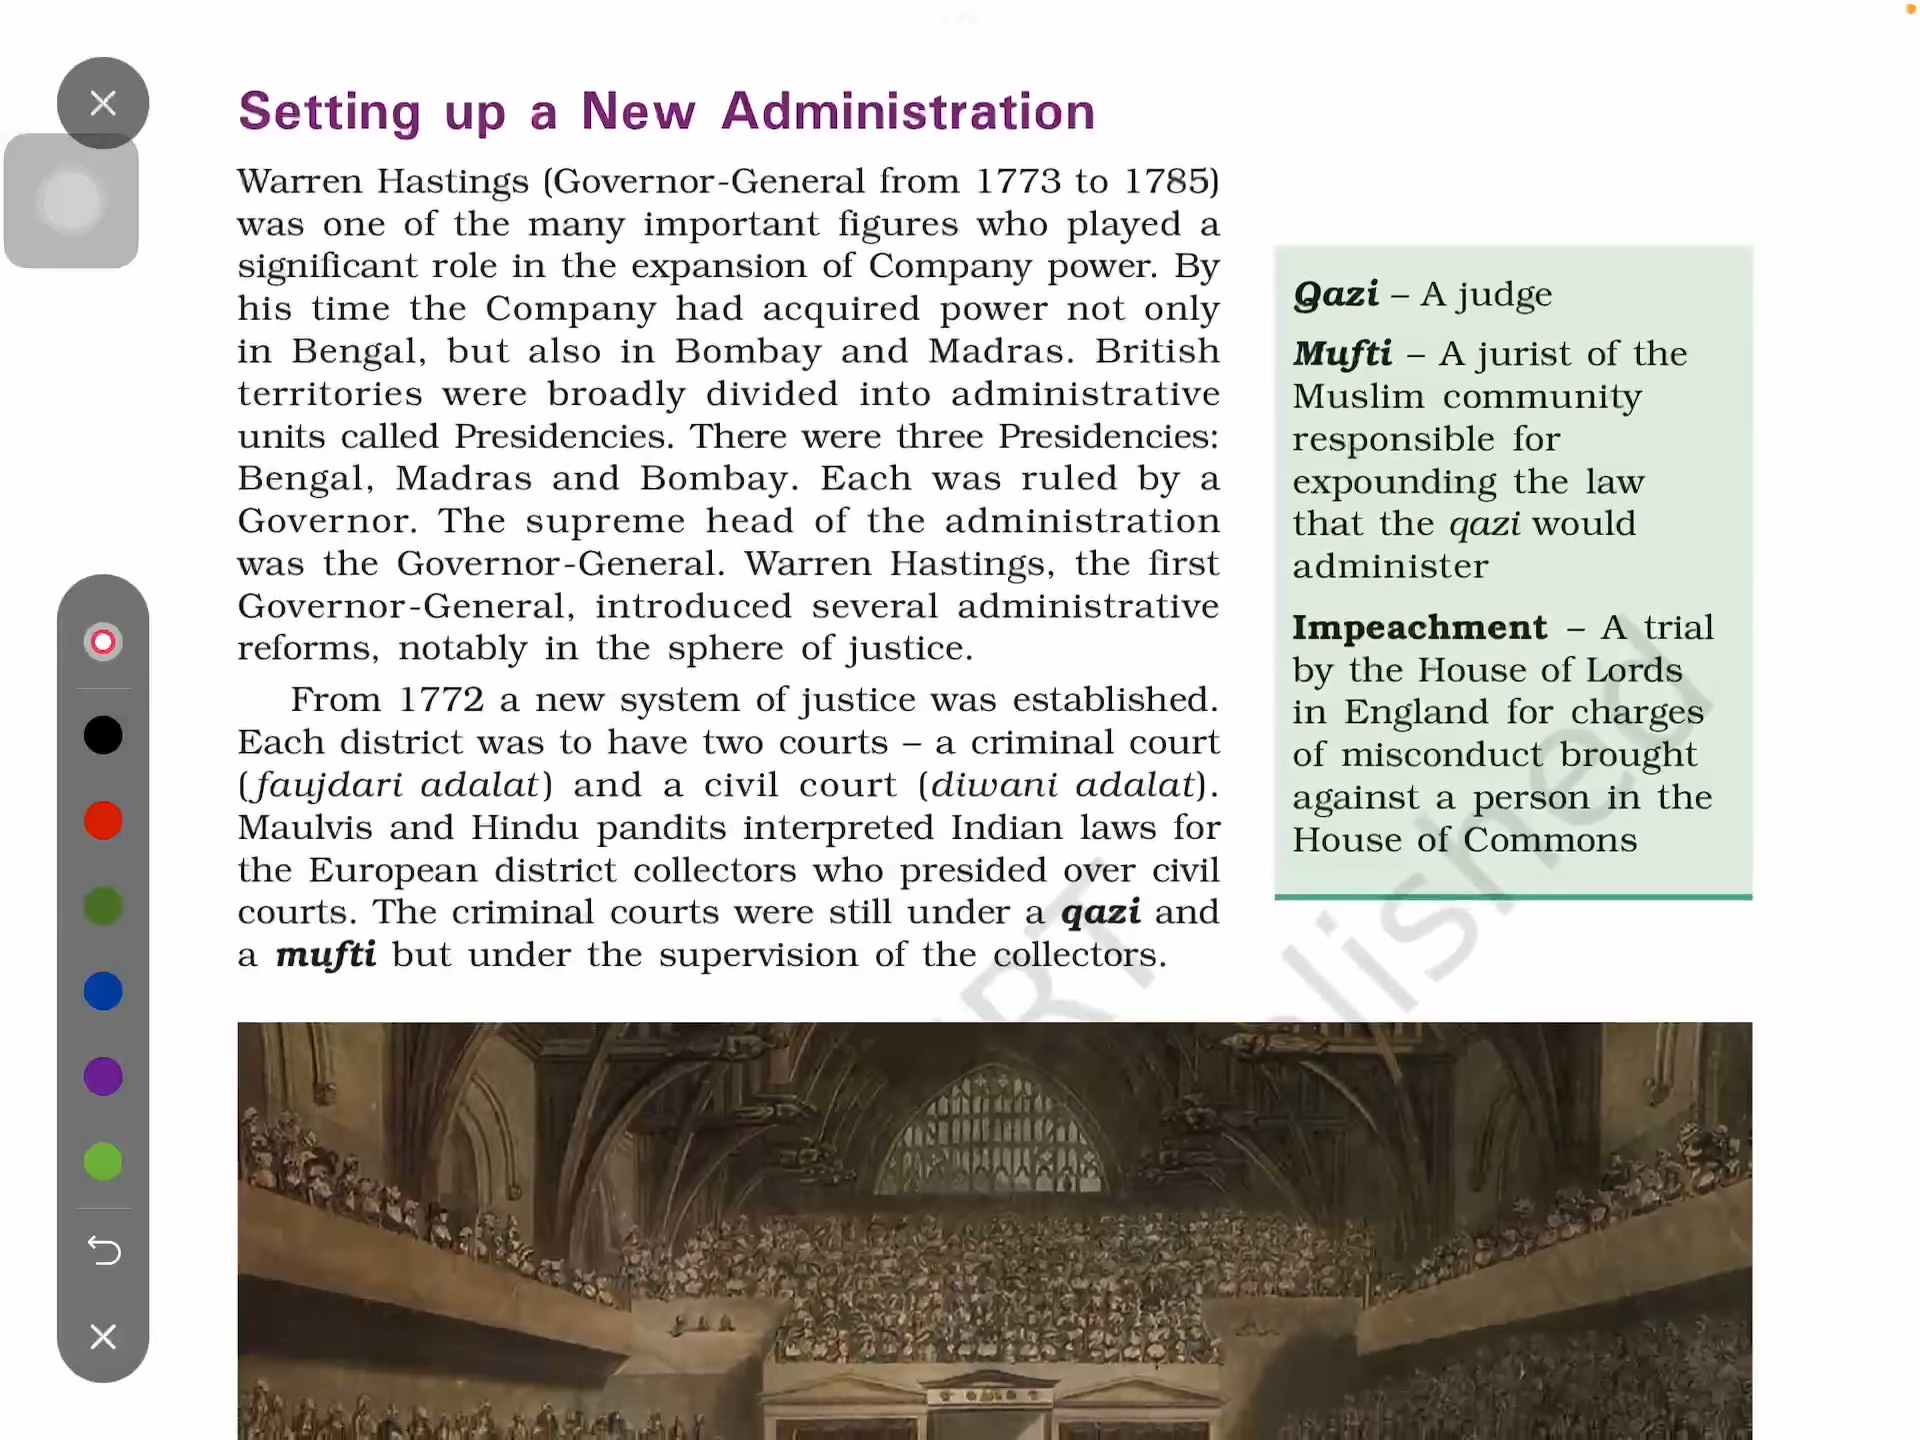 Setting up a New Administration
Warren Hastings (Governor-General from 1773 to 1785)
was one of the many important figures who played a
significant role in the expansion of Company power. By
his time the Company had acquired power not only
in Bengal, but also in Bombay and Madras. British
territories were broadly divided into administrative
units called Presidencies. There were three Presidencies:
Bengal, Madras and Bombay. Each was ruled by a
Governor. The supreme head of the administration
was the Governor-General. Warren Hastings, the first
Governor-General, introduced several administrative
reforms, notably in the sphere of justice.
From 1772 a new system of justice was established.
Each district was to have two courts – a criminal court
(faujdari adalat) and a civil court (diwani adalat).
Maulvis and Hindu pandits interpreted Indian laws for
the European district collectors who presided over civil
courts. The criminal courts were still under a qazi and
a mufti but under the supervision of the collectors.
Qazi – A judge
Mufti – A jurist of the
Muslim community
responsible for
expounding the law
that the qazi would
administer
Impeachment – A trial
by the House of Lords
in England for charges
of misconduct brought
against a person in the
House of Commons